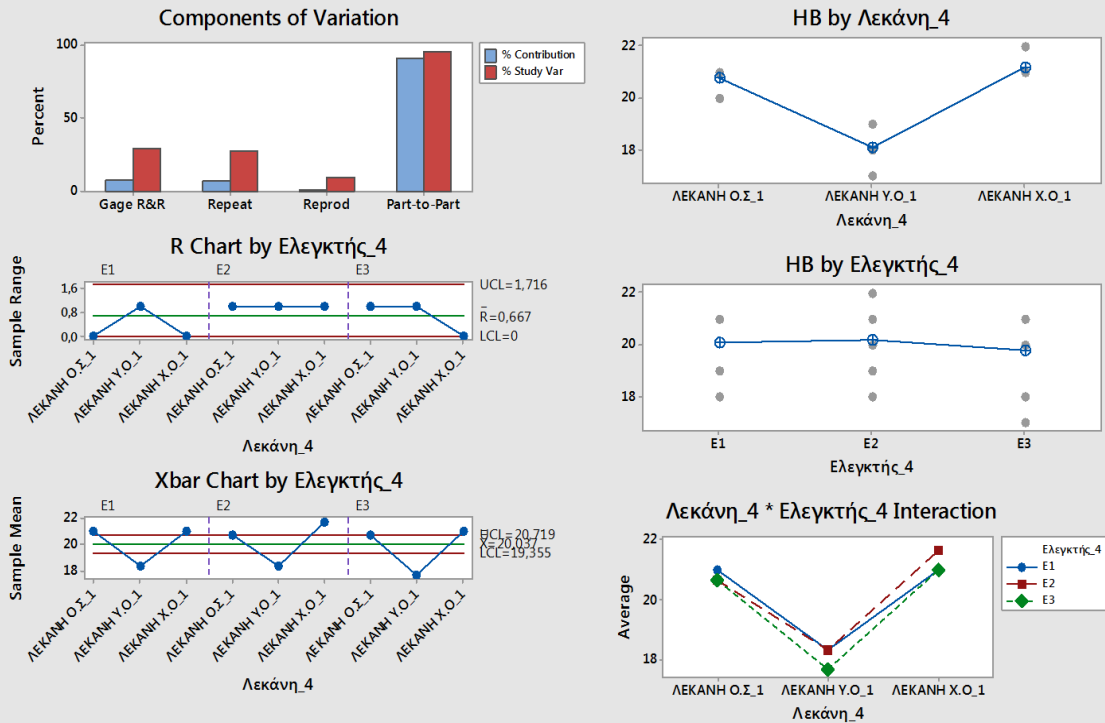 Components of Variation
100
50
0
Percent
Gage R&R
Repeat
Reprod
Part-to-Part
% Contribution
% Study Var
R Chart by Ελεγκτής_4
E1
E2
E3
Sample Range
1,6
0,8
0,0
UCL=1,716
R̄=0,667
LCL=0
ΛΕΚΑΝΗ Ο.Σ_1
ΛΕΚΑΝΗ Υ.Ο_1
ΛΕΚΑΝΗ Χ.Ο_1
ΛΕΚΑΝΗ Ο.Σ_1
ΛΕΚΑΝΗ Υ.Ο_1
ΛΕΚΑΝΗ Χ.Ο_1
ΛΕΚΑΝΗ Ο.Σ_1
ΛΕΚΑΝΗ Υ.Ο_1
ΛΕΚΑΝΗ Χ.Ο_1
Λεκάνη_4
Xbar Chart by Ελεγκτής_4
E1
E2
E3
Sample Mean
22
20
18
UCL=20,719
X̿=20,037
LCL=19,355
ΛΕΚΑΝΗ Ο.Σ_1
ΛΕΚΑΝΗ Υ.Ο_1
ΛΕΚΑΝΗ Χ.Ο_1
ΛΕΚΑΝΗ Ο.Σ_1
ΛΕΚΑΝΗ Υ.Ο_1
ΛΕΚΑΝΗ Χ.Ο_1
ΛΕΚΑΝΗ Ο.Σ_1
ΛΕΚΑΝΗ Υ.Ο_1
ΛΕΚΑΝΗ Χ.Ο_1
Λεκάνη_4
HB by Λεκάνη_4
22
20
18
ΛΕΚΑΝΗ Ο.Σ_1
ΛΕΚΑΝΗ Υ.Ο_1
ΛΕΚΑΝΗ Χ.Ο_1
Λεκάνη_4
HB by Ελεγκτής_4
22
20
18
E1
E2
E3
Ελεγκτής_4
Λεκάνη_4 * Ελεγκτής_4 Interaction
22
20
18
Average
ΛΕΚΑΝΗ Ο.Σ_1
ΛΕΚΑΝΗ Υ.Ο_1
ΛΕΚΑΝΗ Χ.Ο_1
Λεκάνη_4
Ελεγκτής_4
E1
E2
E3